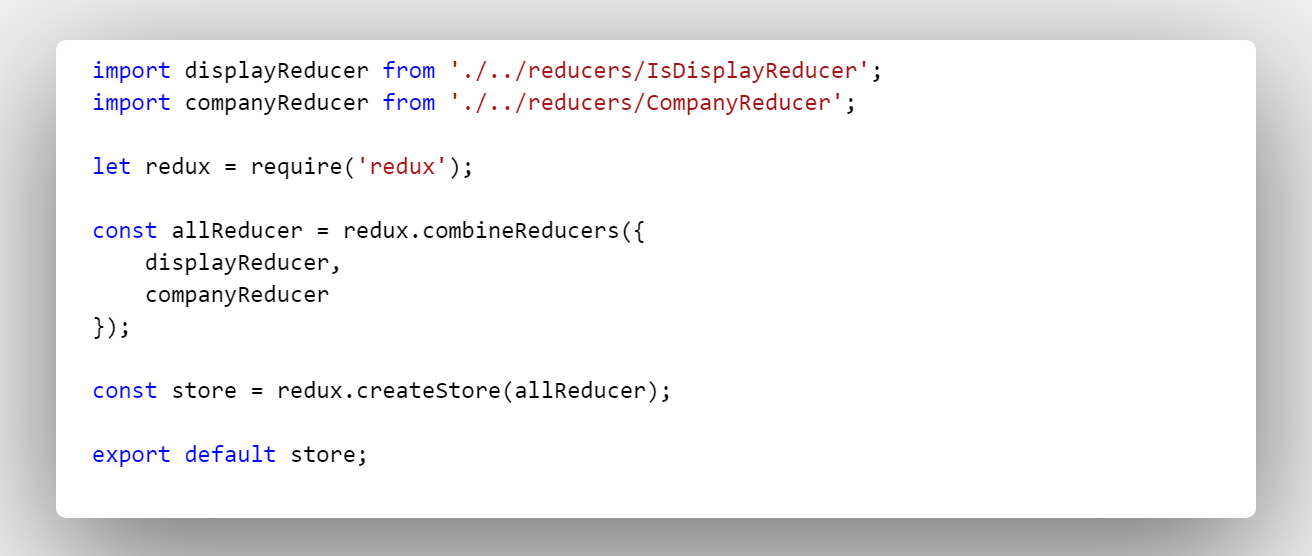 import displayReducer from './../reducers/IsDisplayReducer';
import companyReducer from './../reducers/CompanyReducer';

let redux = require('redux');

const allReducer = redux.combineReducers({
    displayReducer,
    companyReducer
});

const store = redux.createStore(allReducer);

export default store;